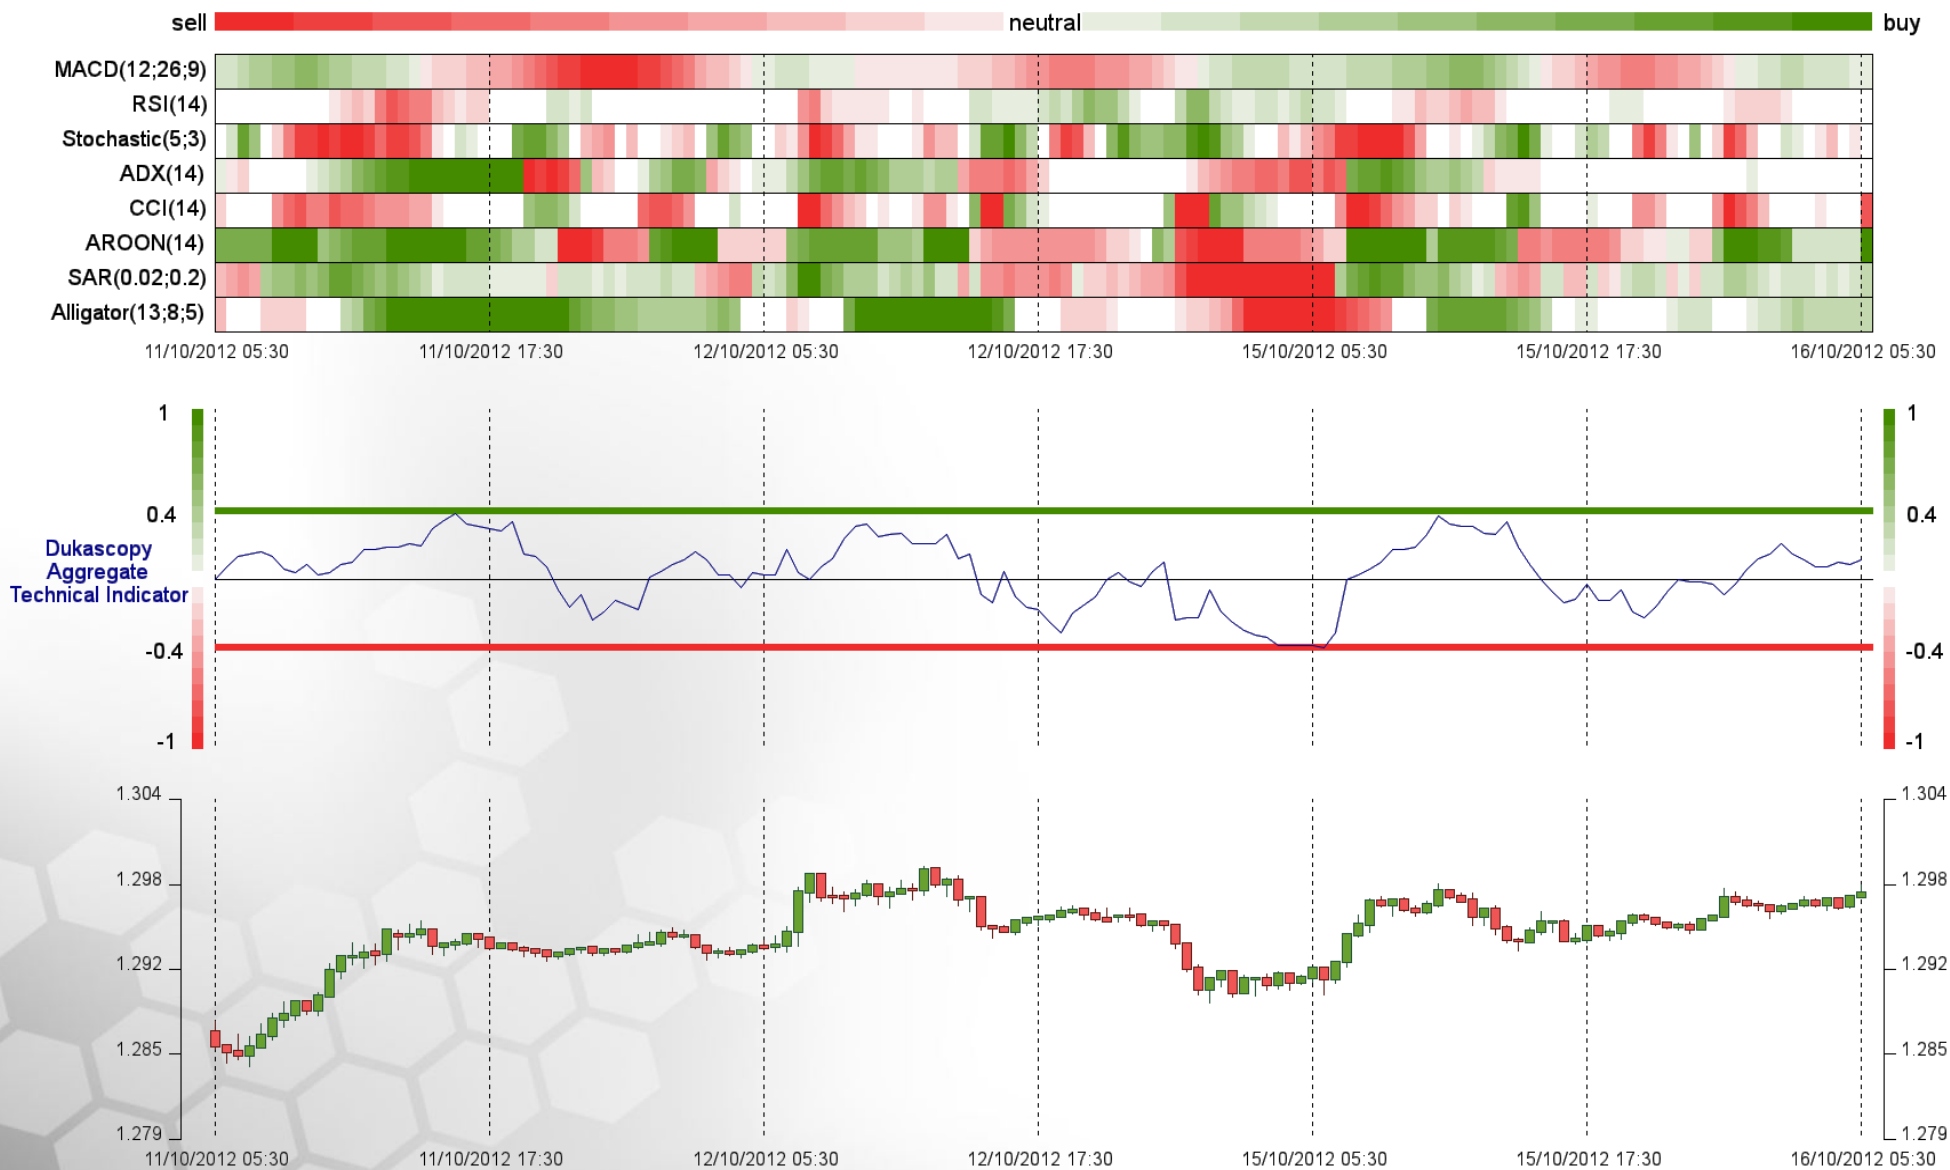 sell neutral buy
MACD(12;26;9)
RSI(14)
Stochastic(5;3)
ADX(14)
CCI(14)
AROON(14)
SAR(0.02;0.2)
Alligator(13;8;5)
11/10/2012 05:30 11/10/2012 17:30 12/10/2012 05:30 12/10/2012 17:30 15/10/2012 05:30 15/10/2012 17:30 16/10/2012 05:30
1 1
0.4 0.4
Dukascopy
Aggregate
Technical Indicator
-0.4 -0.4
-1 -1
1.304 1.304
1.298 1.298
1.292 1.292
1.285 1.285
1.279 1.279
11/10/2012 05:30 11/10/2012 17:30 12/10/2012 05:30 12/10/2012 17:30 15/10/2012 05:30 15/10/2012 17:30 16/10/2012 05:30